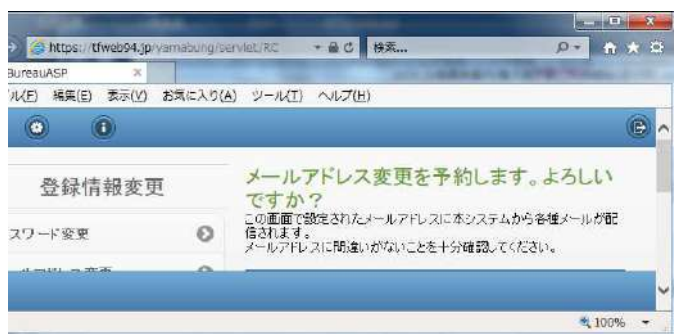 https://tfweb94.jp/yamabung/servlet/RC
検索...
BureauASP
ル(F) 編集(E) 表示(V) お気に入り(A) ツール(T) ヘルプ(H)
登録情報変更
メールアドレス変更を予約します。よろしい
ですか?
スワード変更
この画面で設定されたメールアドレスに本システムから各種メールが配
信されます。
メールアドレスに間違いがないことを十分確認してください。
100%